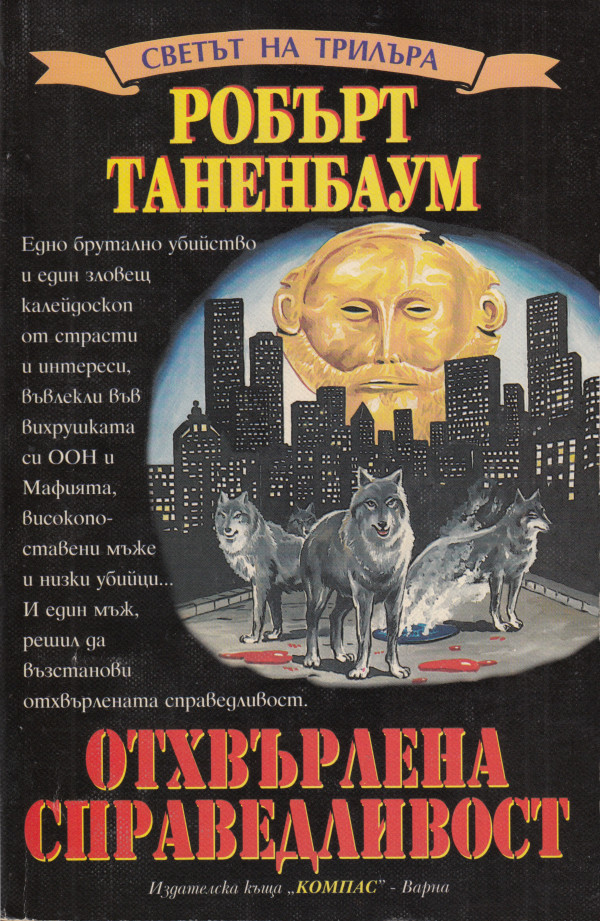 СВЕТЪТ НА ТРИЛЪРА
РОБЪРТ
ТАНЕНБАУМ
Едно брутално убийство
и един зловещ
калейдоскоп
от страсти
и интереси,
въвлекли във
вихрушката
си ООН и
Мафията,
високопо-
ставени мъже
и низки убийци...
И един мъж,
решил да
възстанови
отхвърлената справедливост.
ОТХВЪРЛЕНА
СПРАВЕДЛИВОСТ
Издателска къща „КОМПАС" - Варна